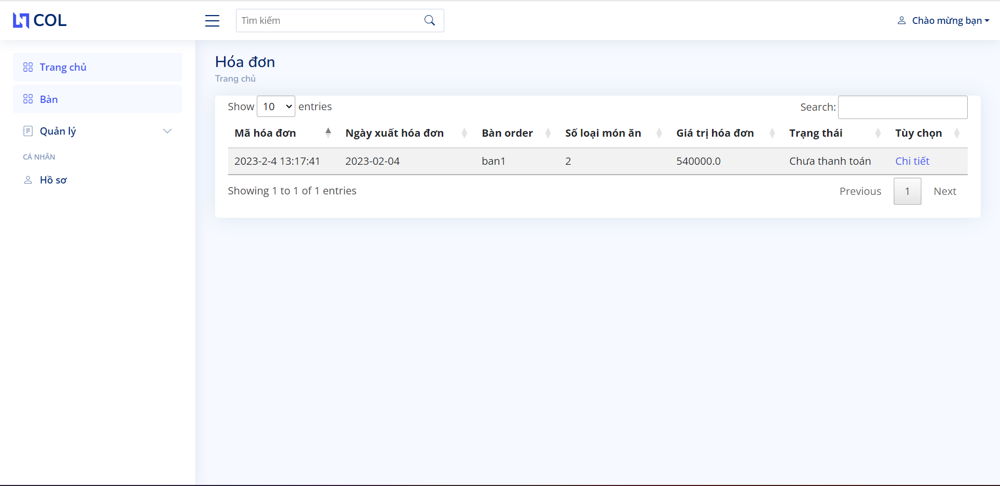 COL
Tìm kiếm
Chào mừng bạn
Trang chủ
Bàn
Quản lý
CÁ NHÂN
Hồ sơ
Hóa đơn
Trang chủ
Show 10 entries
Search:
Mã hóa đơn Ngày xuất hóa đơn Bàn order Số loại món ăn Giá trị hóa đơn Trạng thái Tùy chọn
2023-2-4 13:17:41 2023-02-04 ban1 2 540000.0 Chưa thanh toán Chi tiết
Showing 1 to 1 of 1 entries
Previous 1 Next